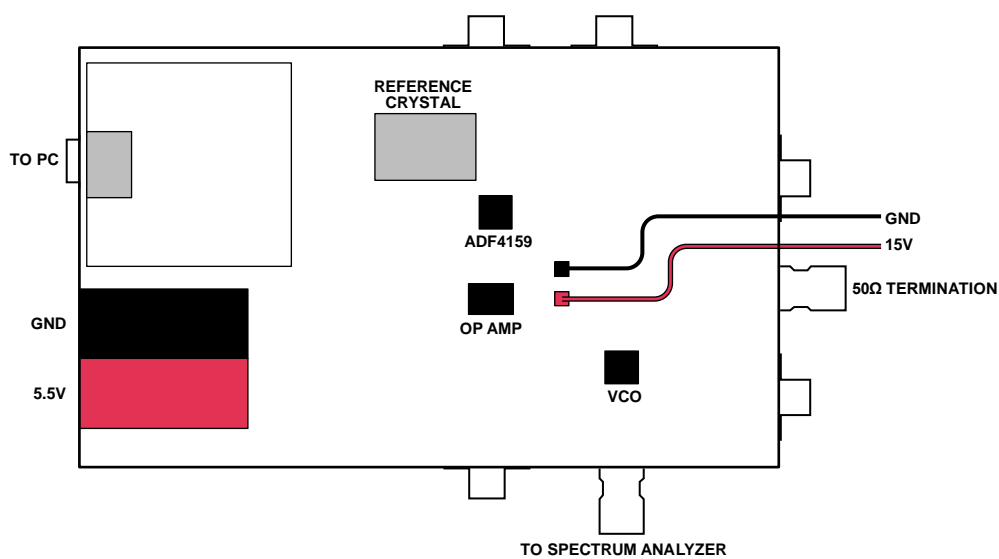 REFERENCE
CRYSTAL
TO PC
ADF4159
GND
15V
50Ω TERMINATION
OP AMP
GND
5.5V
VCO
TO SPECTRUM ANALYZER